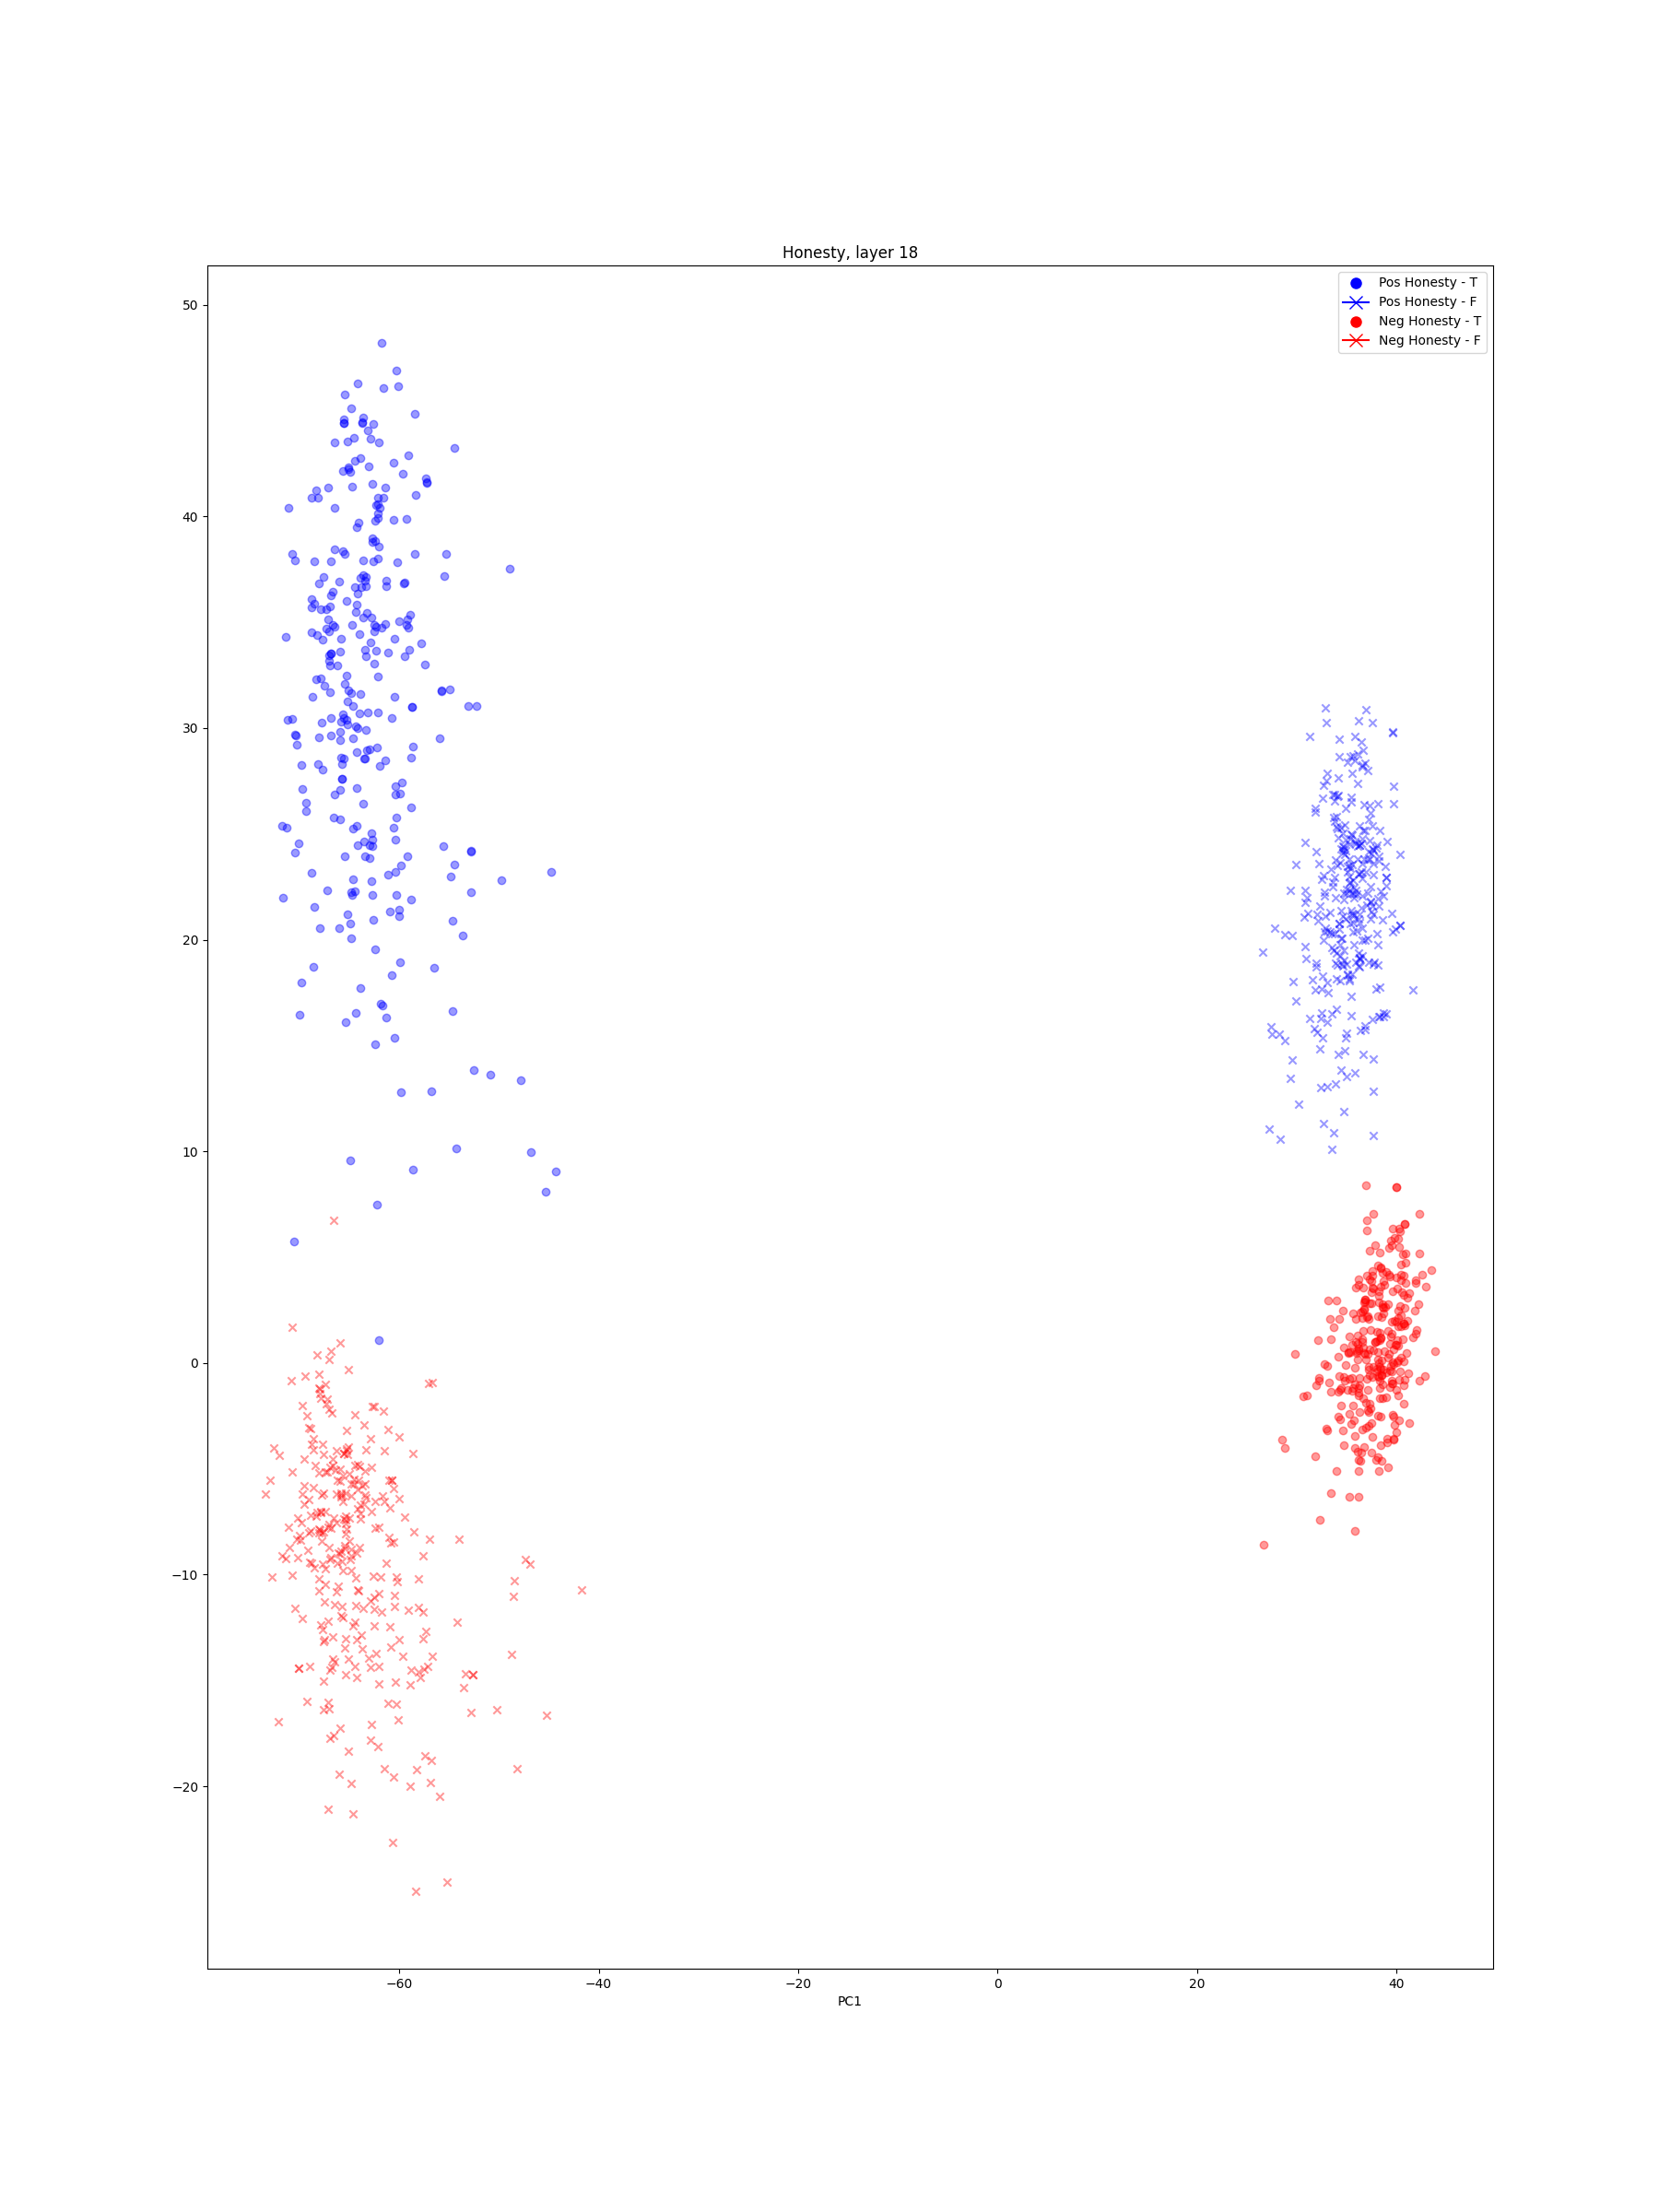 Honesty, layer 18
Pos Honesty - T
Pos Honesty - F
Neg Honesty - T
Neg Honesty - F
50
40
30
20
10
0
−10
−20
−60
−40
−20
0
20
40
PC1